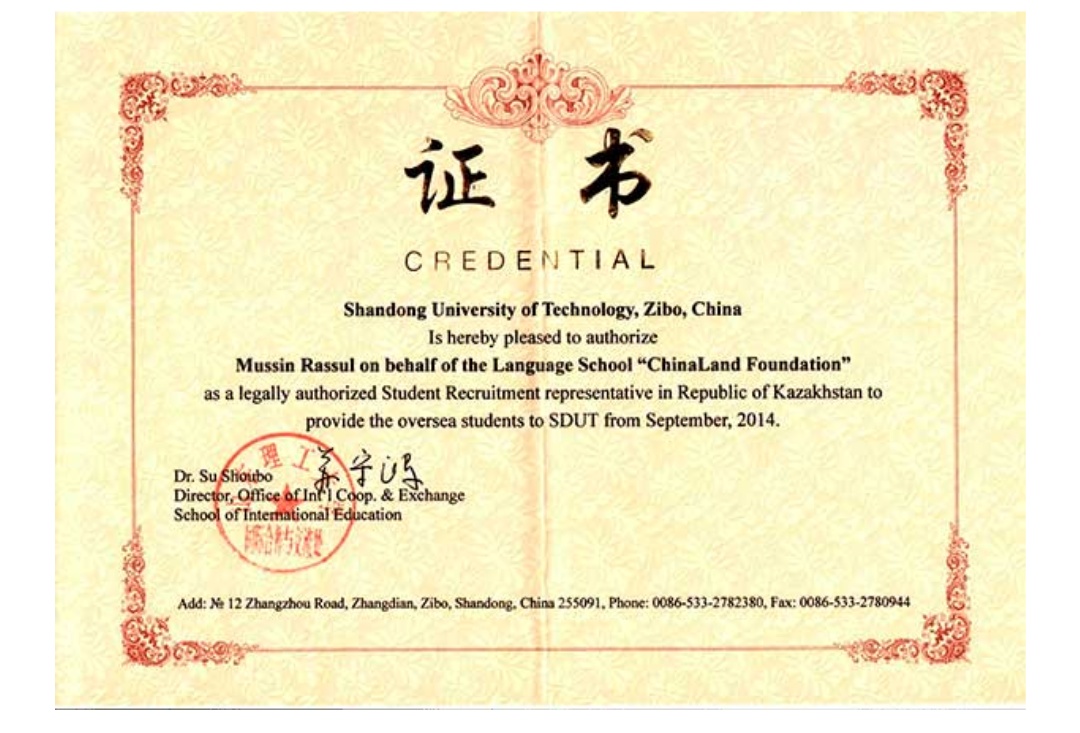 证 书
CREDENTIAL
Shandong University of Technology, Zibo, China
Is hereby pleased to authorize
Mussin Rassul on behalf of the Language School “ChinaLand Foundation”
as a legally authorized Student Recruitment representative in Republic of Kazakhstan to
provide the oversea students to SDUT from September, 2014.
理工
Dr. Su Shoubo
Director, Office of Int'l Coop. & Exchange
School of International Education
Add: № 12 Zhangzhou Road, Zhangdian, Zibo, Shandong, China 255091, Phone: 0086-533-2782380, Fax: 0086-533-2780944